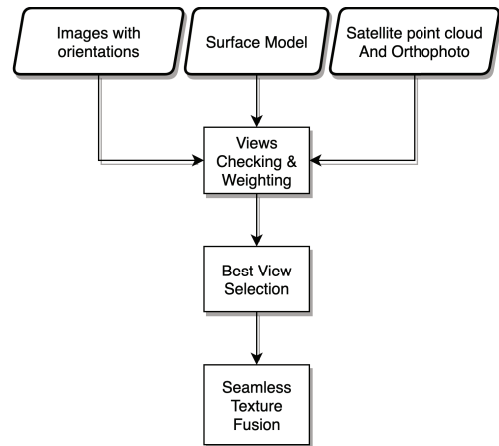 Images with
orientations
Surface Model
Satellite point cloud
And Orthophoto
Views
Checking &
Weighting
Best View
Selection
Seamless
Texture
Fusion